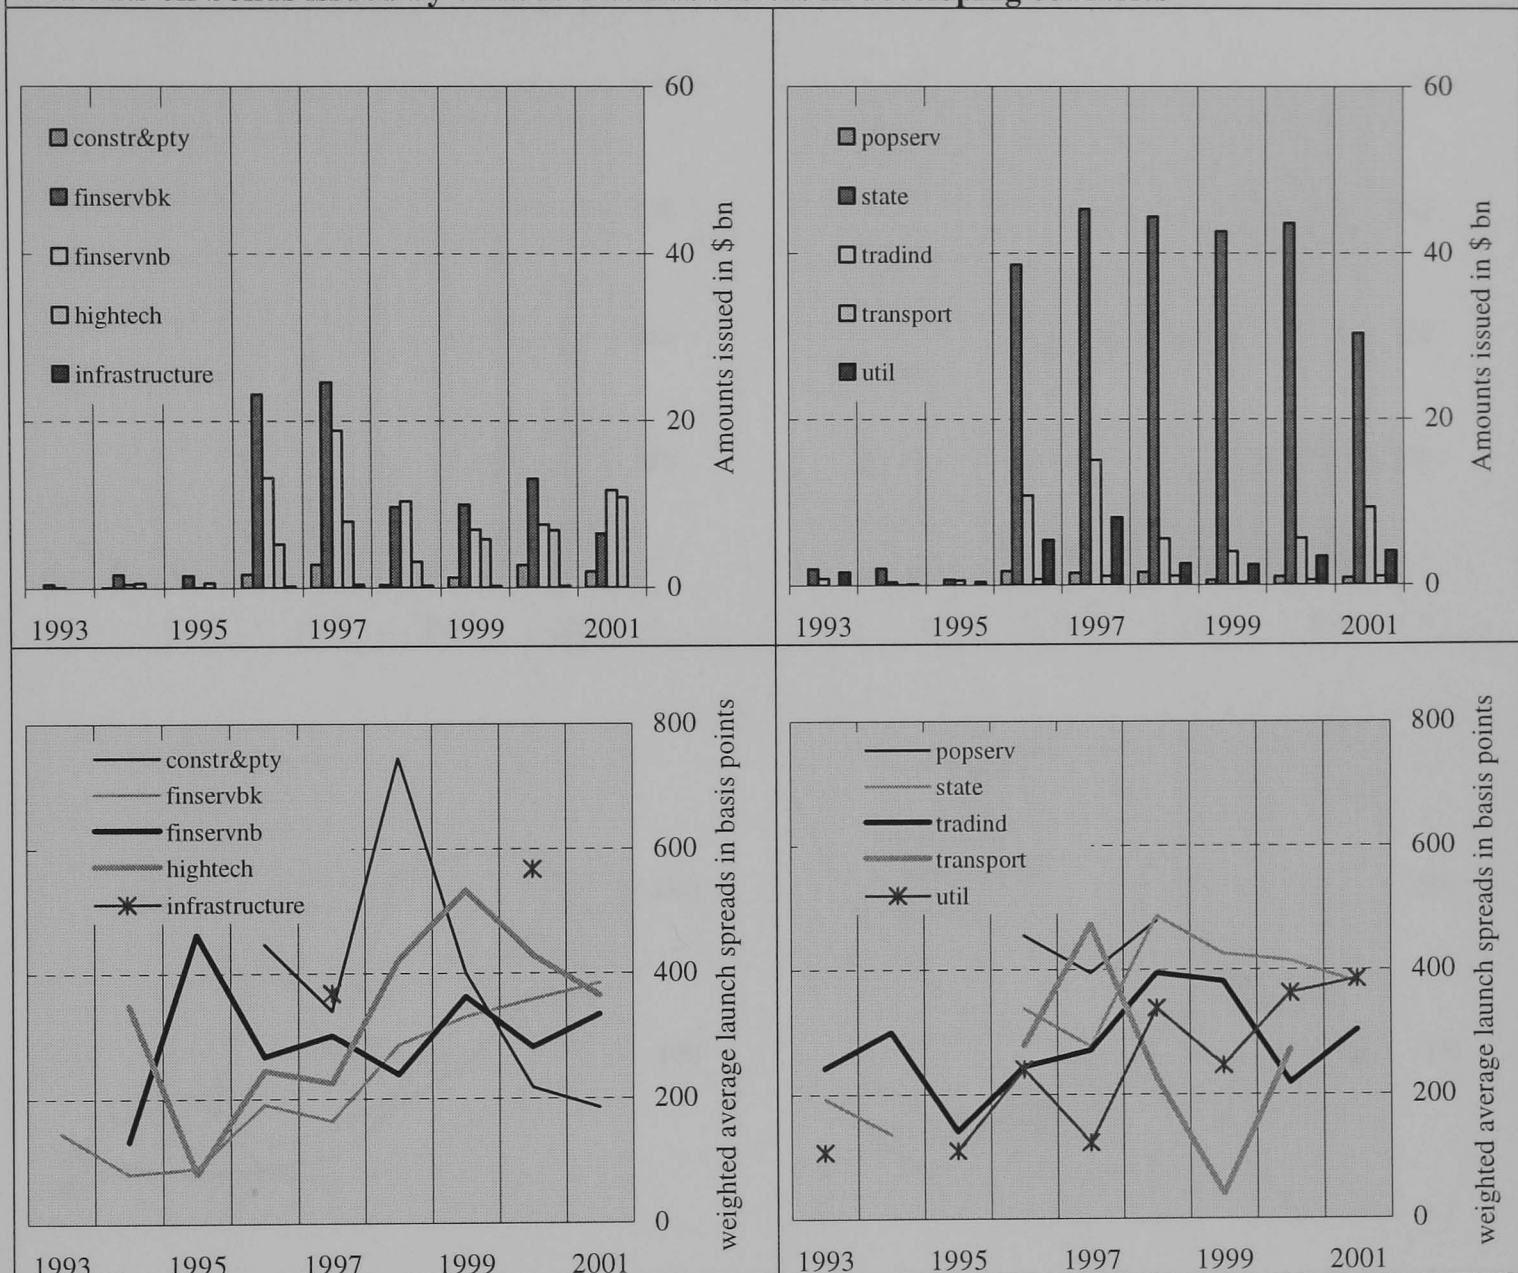 60
constr&pty
finservbk
finservnb
hightech
infrastructure
40
20
0
Amounts issued in $ bn
1993 1995 1997 1999 2001
60
popserv
state
tradind
transport
util
40
20
0
Amounts issued in $ bn
1993 1995 1997 1999 2001
800
constr&pty
finservbk
finservnb
hightech
infrastructure
600
400
200
0
weighted average launch spreads in basis points
1993 1995 1997 1999 2001
800
popserv
state
tradind
transport
util
600
400
200
0
weighted average launch spreads in basis points
1993 1995 1997 1999 2001